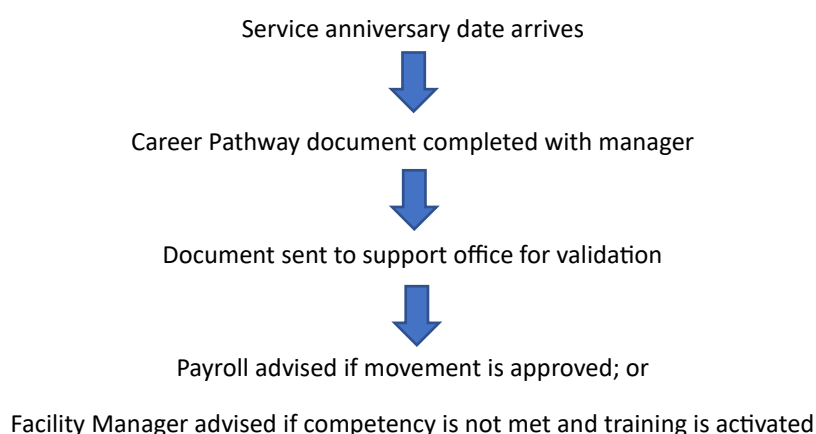 Service anniversary date arrives
Career Pathway document completed with manager
Document sent to support office for validation
Payroll advised if movement is approved; or
Facility Manager advised if competency is not met and training is activated